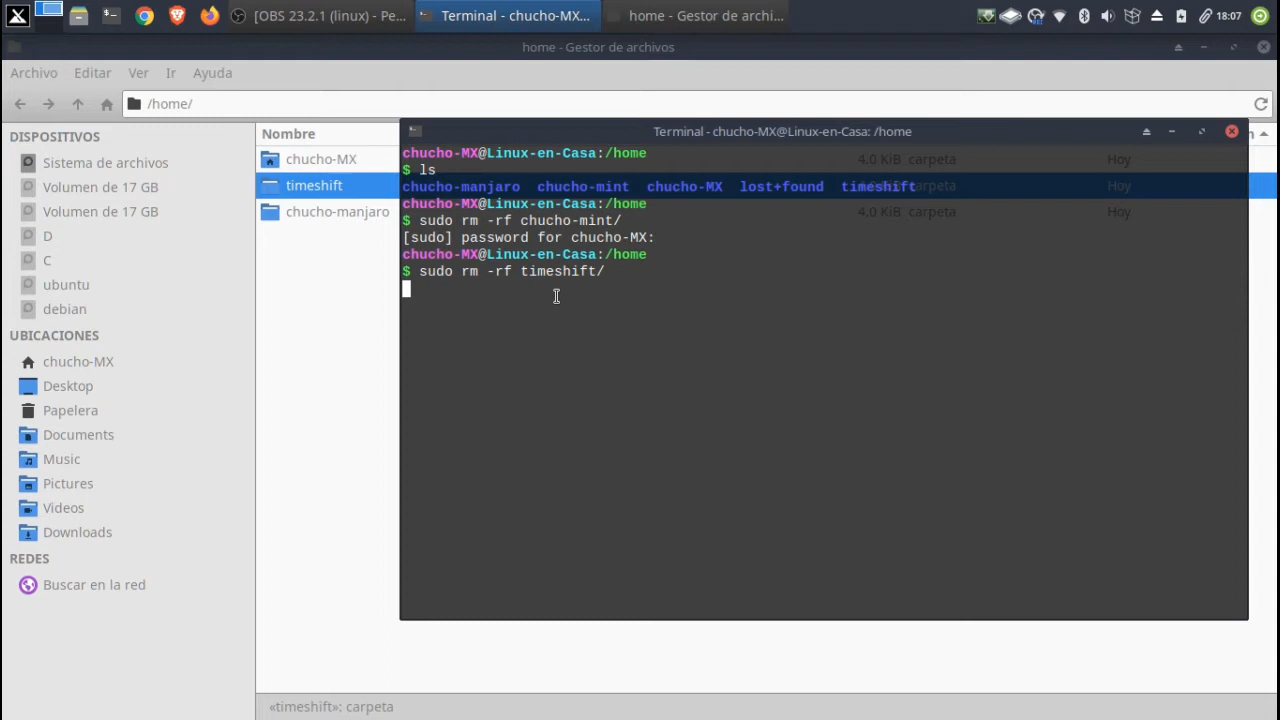 [OBS 23.2.1 (linux) - Pe...
Terminal - chucho-MX...
home - Gestor de archi...
18:07
home - Gestor de archivos
Archivo Editar Ver Ir Ayuda
/home/
DISPOSITIVOS
Sistema de archivos
Volumen de 17 GB
Volumen de 17 GB
D
C
ubuntu
debian
UBICACIONES
chucho-MX
Desktop
Papelera
Documents
Music
Pictures
Videos
Downloads
REDES
Buscar en la red
Nombre
chucho-MX 4.0 KiB carpeta Hoy
timeshift
chucho-manjaro 4.0 KiB carpeta Hoy
Terminal - chucho-MX@Linux-en-Casa: /home
chucho-MX@Linux-en-Casa:/home
$ ls
chucho-manjaro chucho-mint chucho-MX lost+found timeshift
chucho-MX@Linux-en-Casa:/home
$ sudo rm -rf chucho-mint/
[sudo] password for chucho-MX:
chucho-MX@Linux-en-Casa:/home
$ sudo rm -rf timeshift/
«timeshift»: carpeta